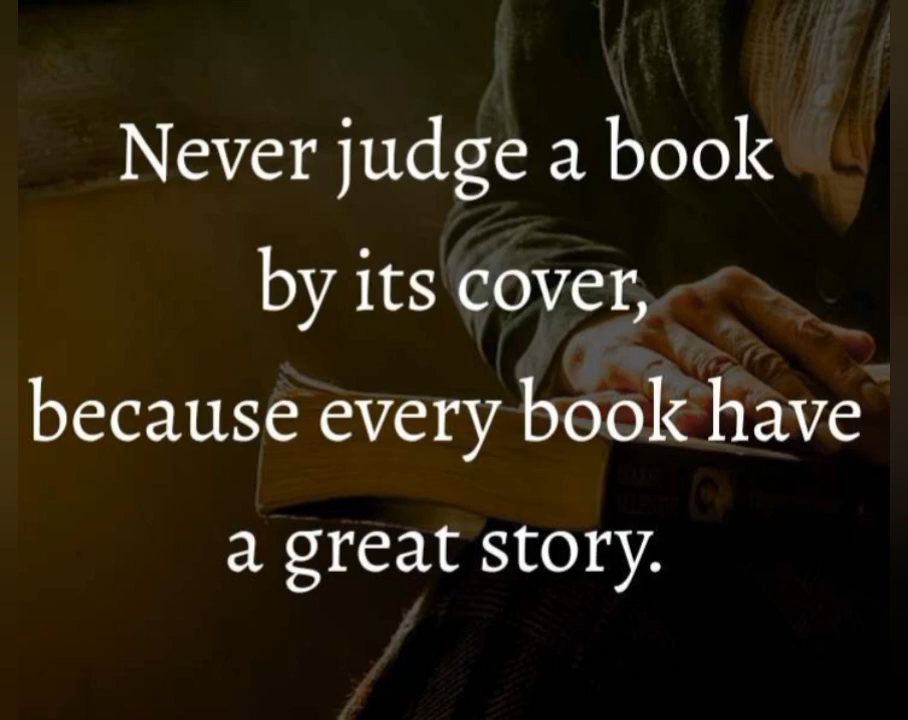 Never judge a book
by its cover,
because every book have
a great story.